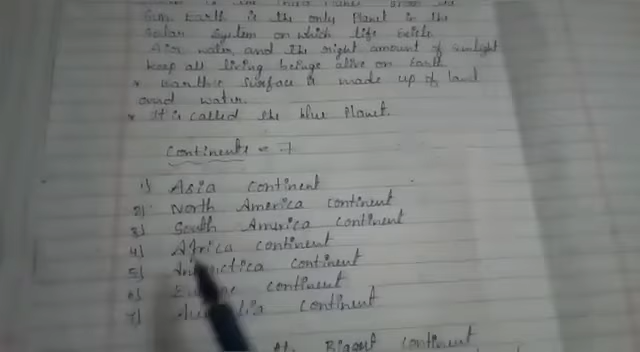 is the
Sun. Earth is the only Planet in the
Solar System on which life exists
Air water, and the right amount of sunlight
keep all living beings alive on Earth
* Earth's Surface is made up of land
and water.
* It is called the blue Planet.
Continents - 7
1) Asia continent
2) North America continent
3) South America continent
4) Africa continent
5) continent
6) continent
7) continent
Biggest continent